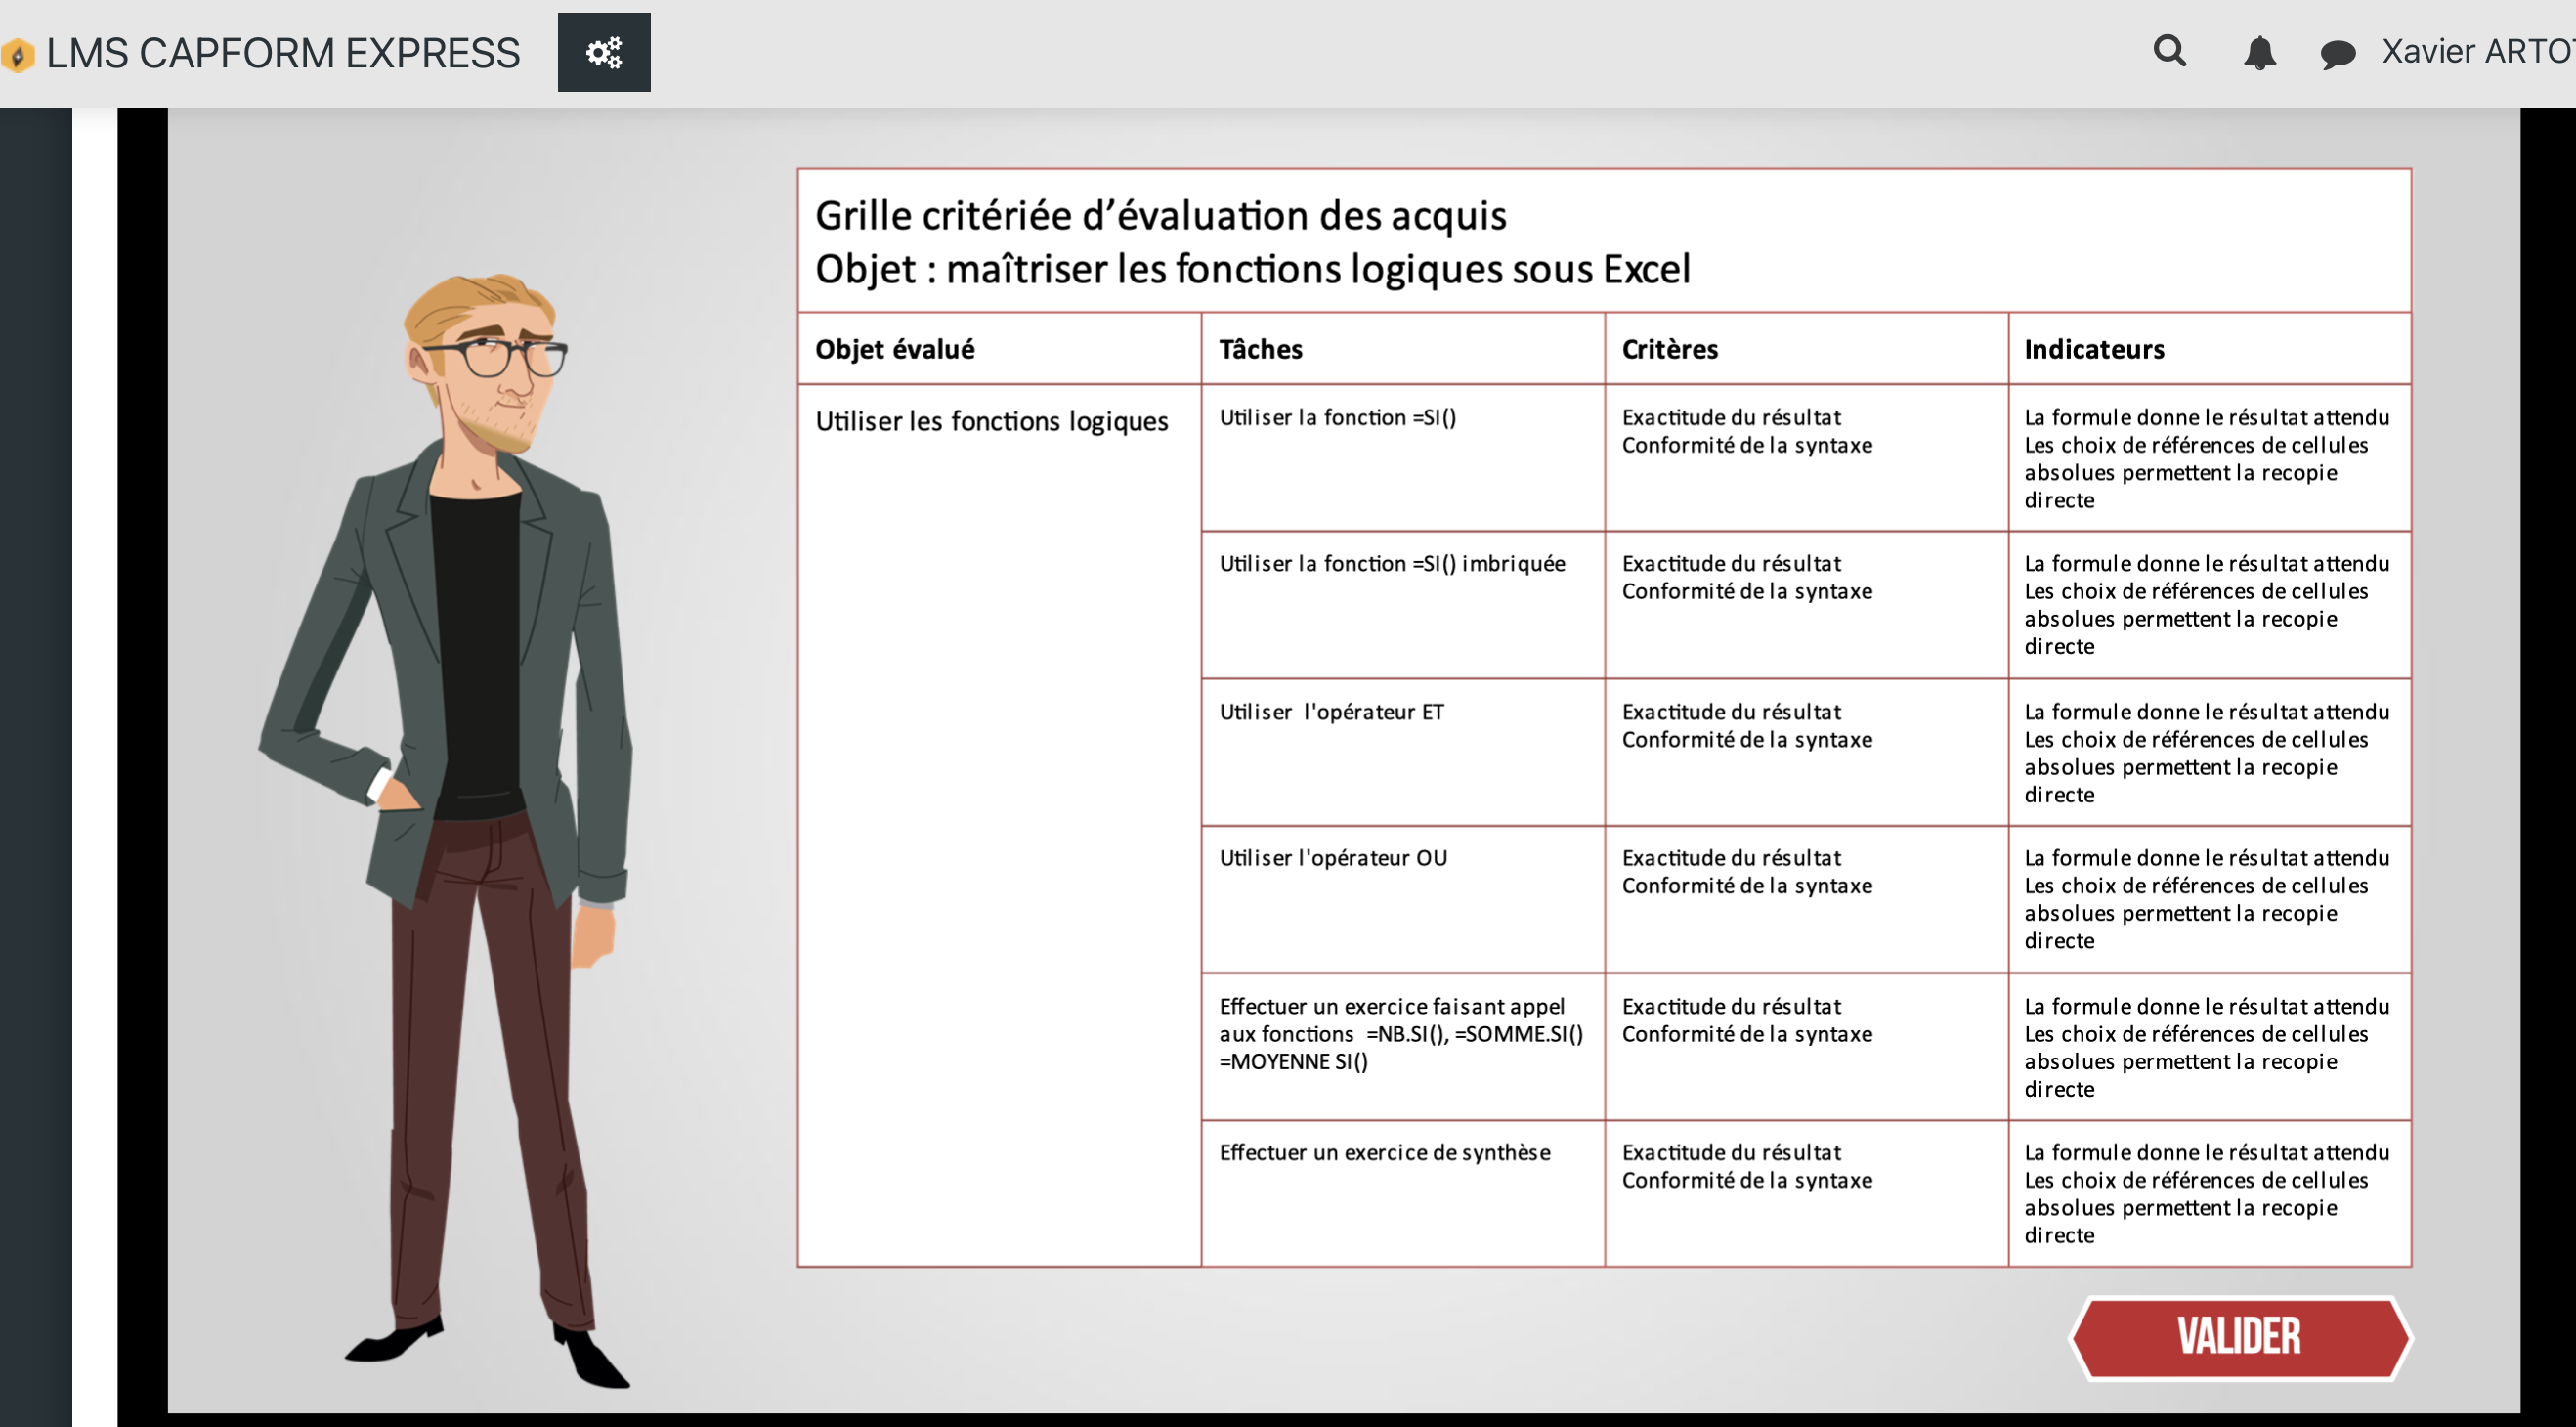 LMS CAPFORM EXPRESS
Xavier ARTO
Grille critériée d’évaluation des acquis
Objet : maîtriser les fonctions logiques sous Excel
Objet évalué
Tâches
Critères
Indicateurs
Utiliser les fonctions logiques
Utiliser la fonction =SI()
Exactitude du résultat
Conformité de la syntaxe
La formule donne le résultat attendu
Les choix de références de cellules
absolues permettent la recopie
directe
Utiliser la fonction =SI() imbriquée
Exactitude du résultat
Conformité de la syntaxe
La formule donne le résultat attendu
Les choix de références de cellules
absolues permettent la recopie
directe
Utiliser  l'opérateur ET
Exactitude du résultat
Conformité de la syntaxe
La formule donne le résultat attendu
Les choix de références de cellules
absolues permettent la recopie
directe
Utiliser l'opérateur OU
Exactitude du résultat
Conformité de la syntaxe
La formule donne le résultat attendu
Les choix de références de cellules
absolues permettent la recopie
directe
Effectuer un exercice faisant appel
aux fonctions  =NB.SI(), =SOMME.SI()
=MOYENNE SI()
Exactitude du résultat
Conformité de la syntaxe
La formule donne le résultat attendu
Les choix de références de cellules
absolues permettent la recopie
directe
Effectuer un exercice de synthèse
Exactitude du résultat
Conformité de la syntaxe
La formule donne le résultat attendu
Les choix de références de cellules
absolues permettent la recopie
directe
VALIDER